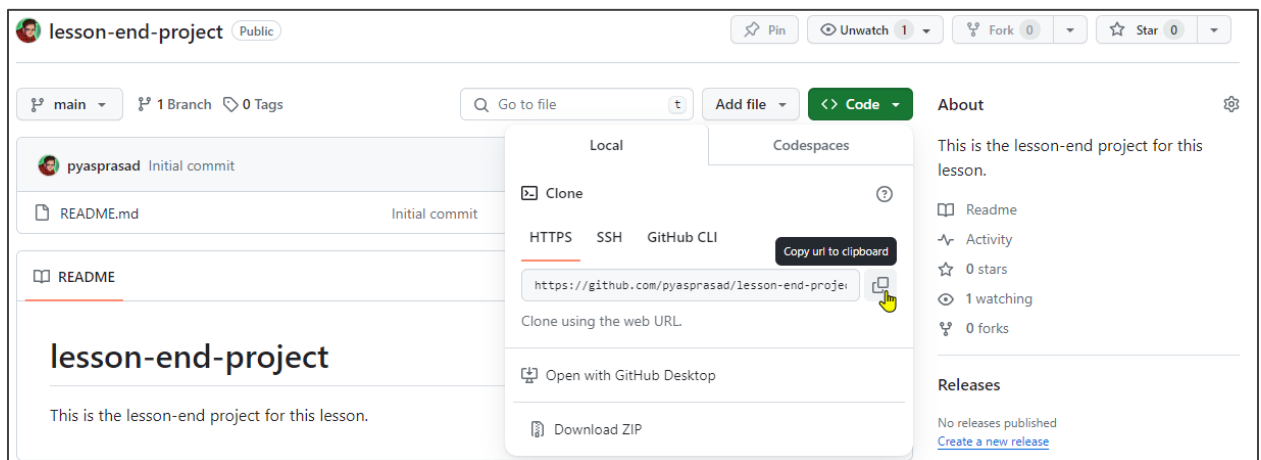 lesson-end-project Public
Pin
Unwatch 1
Fork 0
Star 0
main
1 Branch
0 Tags
Go to file
t
Add file
Code
pyasprasad Initial commit
README.md Initial commit
README
lesson-end-project
This is the lesson-end project for this lesson.
Local
Codespaces
Clone
HTTPS
SSH
GitHub CLI
Copy url to clipboard
https://github.com/pyasprasad/lesson-end-projec
Clone using the web URL.
Open with GitHub Desktop
Download ZIP
About
This is the lesson-end project for this
lesson.
Readme
Activity
0 stars
1 watching
0 forks
Releases
No releases published
Create a new release